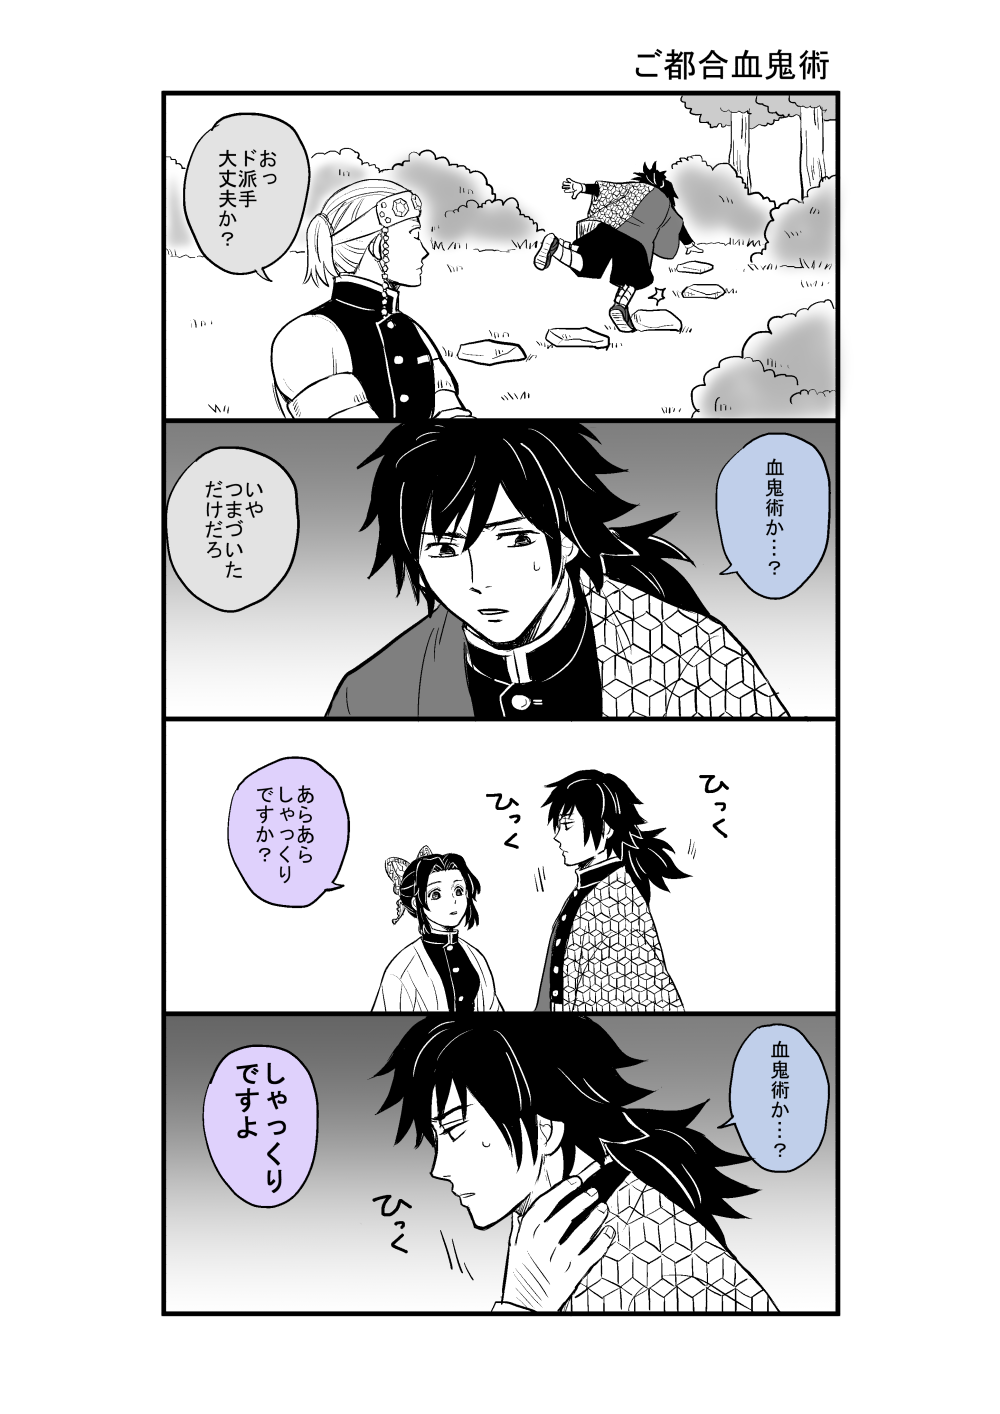 ご都合血鬼術
おっ
ド派手
大丈夫か?
血鬼術か…?
いや
つまづいた
だけだろ
ひっく
ひっく
あらあら
しゃっくり
ですか?
血鬼術か…?
ひっく
しゃっくり
ですよ